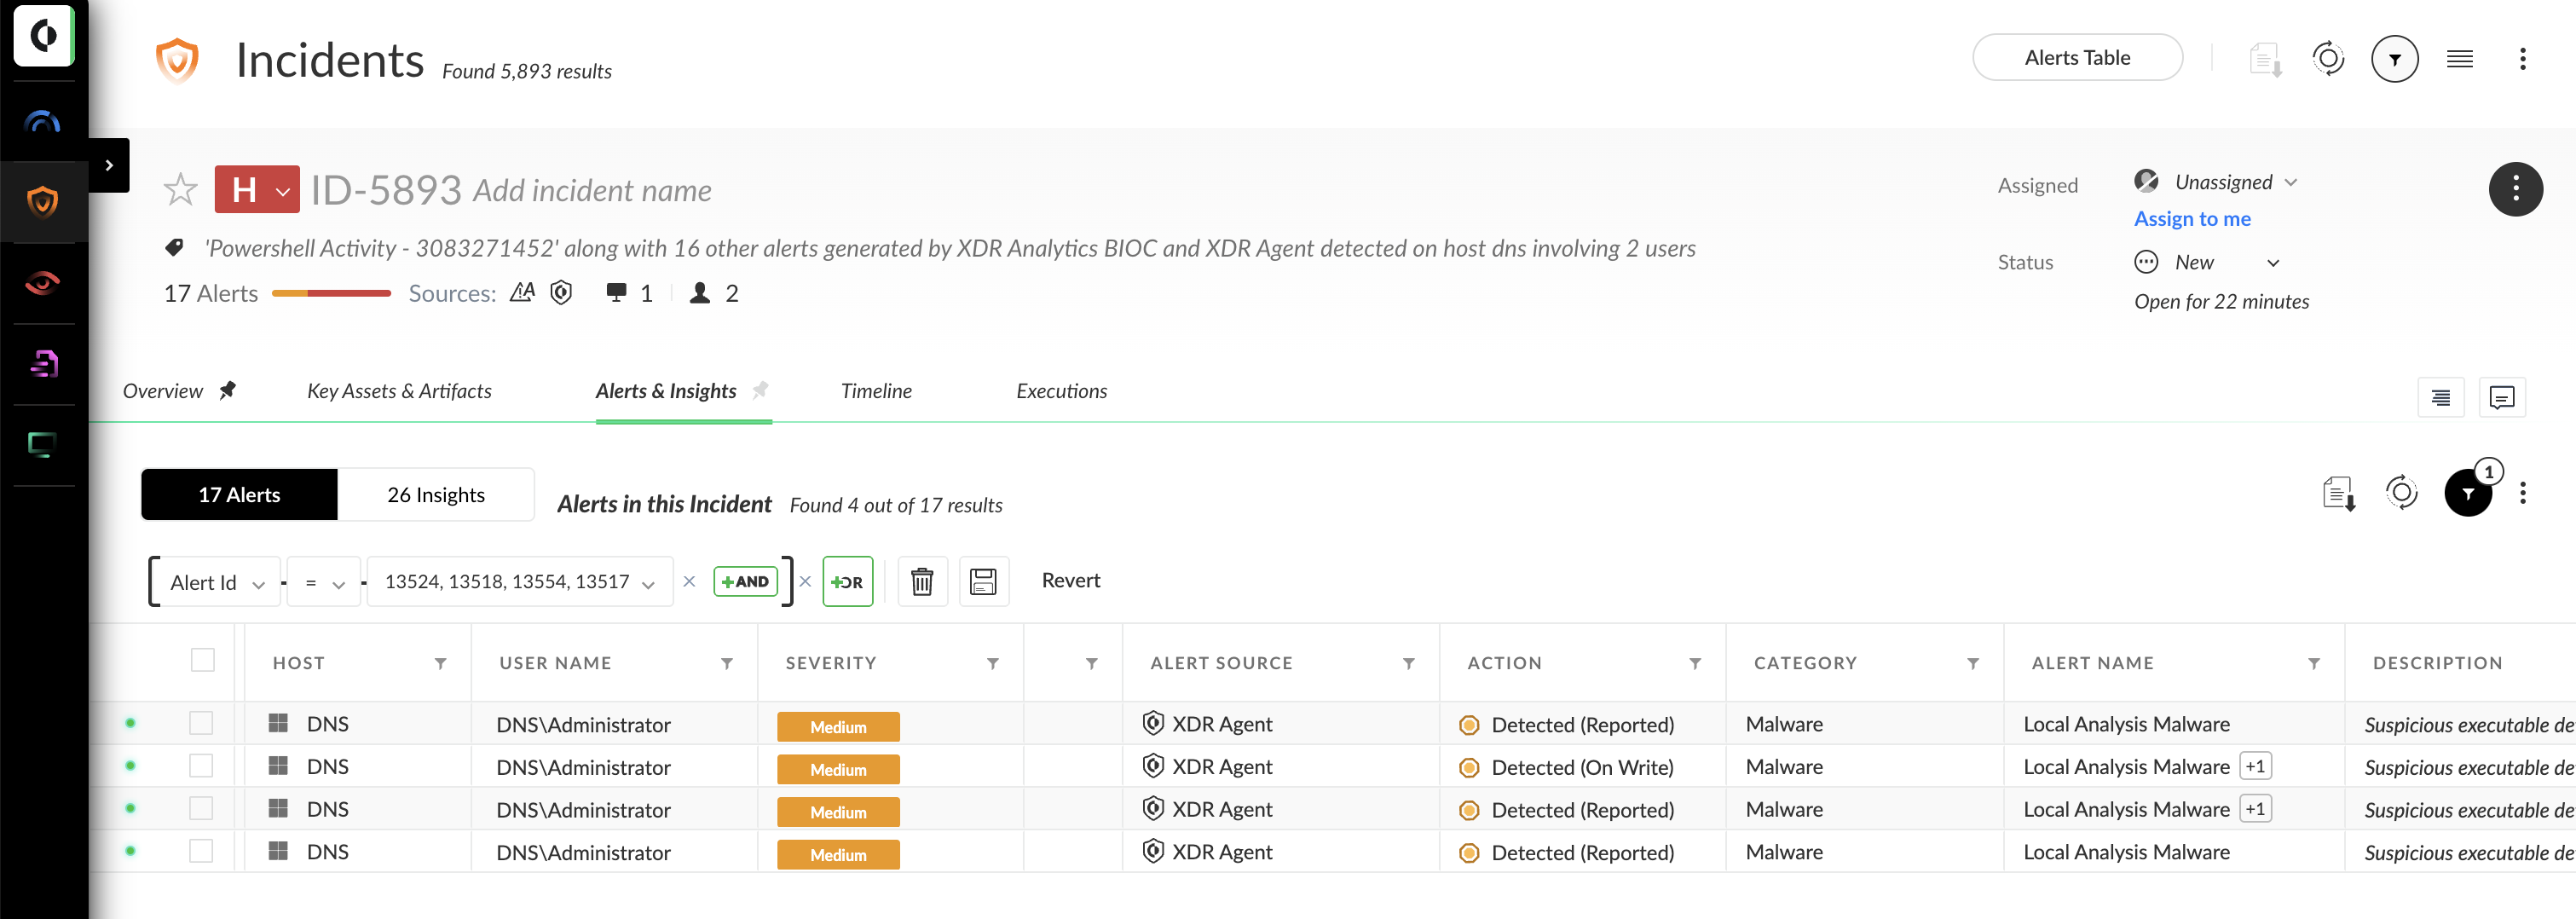 Incidents Found 5,893 results Alerts Table
H ID-5893 Add incident name
Assigned Unassigned
Assign to me
'Powershell Activity - 3083271452' along with 16 other alerts generated by XDR Analytics BIOC and XDR Agent detected on host dns involving 2 users
Status New
17 Alerts Sources: A 1 2
Open for 22 minutes
Overview Key Assets & Artifacts Alerts & Insights Timeline Executions
17 Alerts 26 Insights Alerts in this Incident Found 4 out of 17 results 1
Alert Id = 13524, 13518, 13554, 13517 × +AND × +OR Revert
HOST USER NAME SEVERITY ALERT SOURCE ACTION CATEGORY ALERT NAME DESCRIPTION
DNS DNS\Administrator Medium XDR Agent Detected (Reported) Malware Local Analysis Malware Suspicious executable de
DNS DNS\Administrator Medium XDR Agent Detected (On Write) Malware Local Analysis Malware +1 Suspicious executable de
DNS DNS\Administrator Medium XDR Agent Detected (Reported) Malware Local Analysis Malware +1 Suspicious executable de
DNS DNS\Administrator Medium XDR Agent Detected (Reported) Malware Local Analysis Malware Suspicious executable de